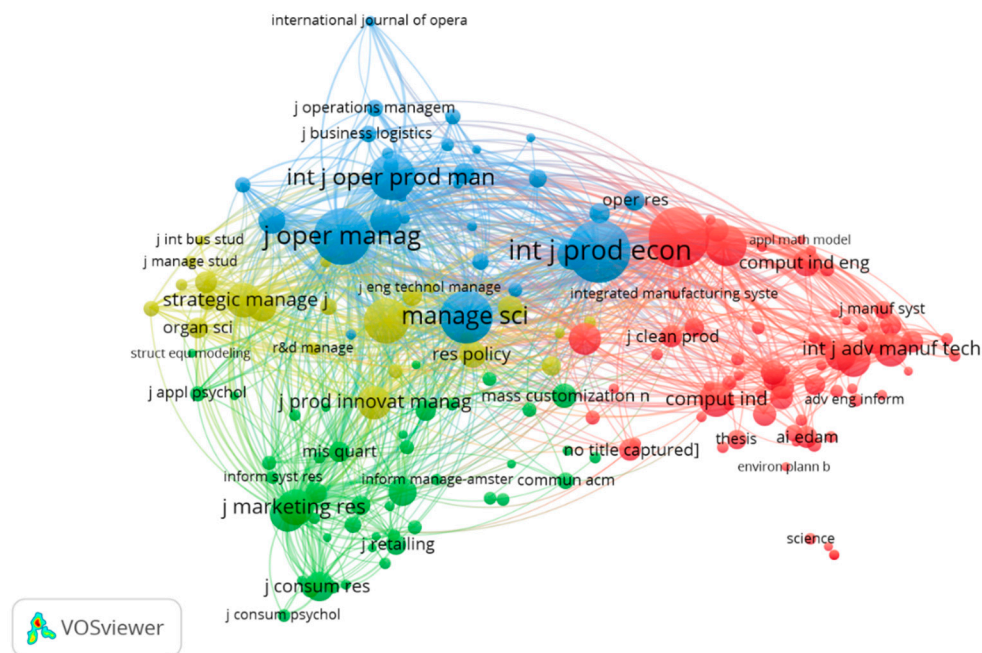 international journal of opera
j operations managem
j business logistics
int j oper prod man
oper res
j oper manag
int j prod econ
j int bus stud
appl math model
j manage stud
comput ind eng
j eng technol manage
integrated manufacturing syste
strategic manage j
j manuf syst
manage sci
organ sci
j clean prod
r&d manage
int j adv manuf tech
struct equ modeling
res policy
j appl psychol
mass customization n
j prod innovat manag
comput ind
adv eng inform
thesis
ai edam
mis quart
no title captured]
environ plann b
inform syst res
inform manage-amster
commun acm
j marketing res
science
j retailing
j consum res
j consum psychol
VOSviewer